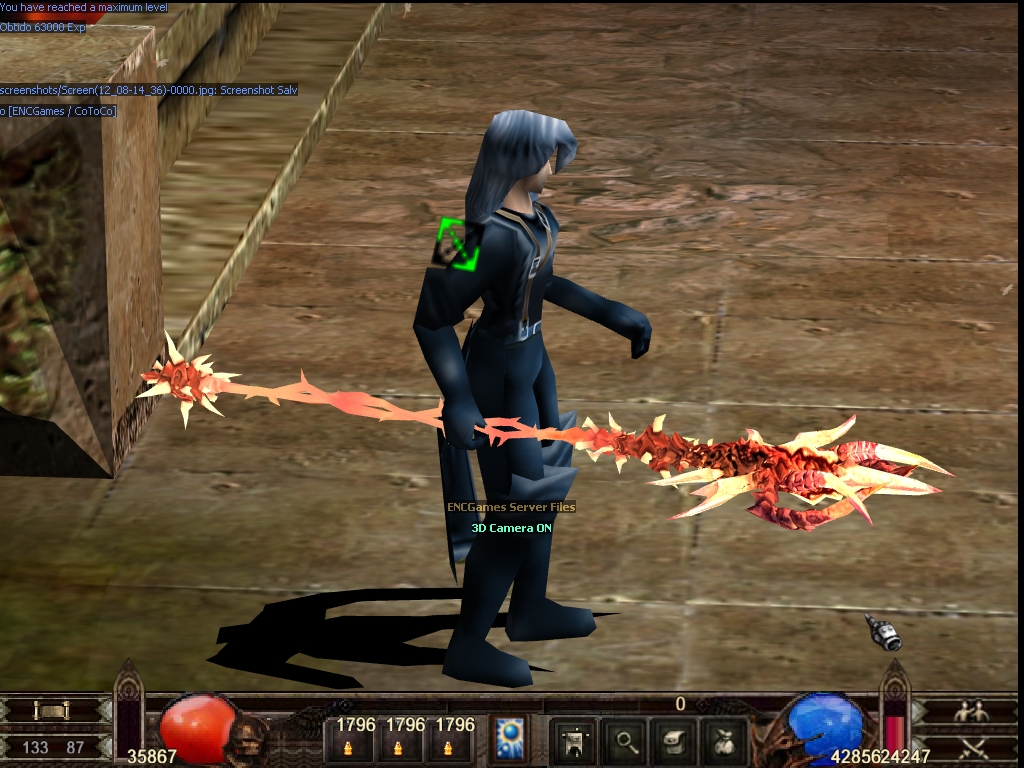 You have reached a maximum level
Obtido 63000 Exp
screenshots/Screen(12_08-14_36)-0000.jpg: Screenshot Salv
o [ENCGames / CoToCo]
ENCGames Server Files
3D Camera ON
0
1796 1796 1796
133 87
35867
4285624247